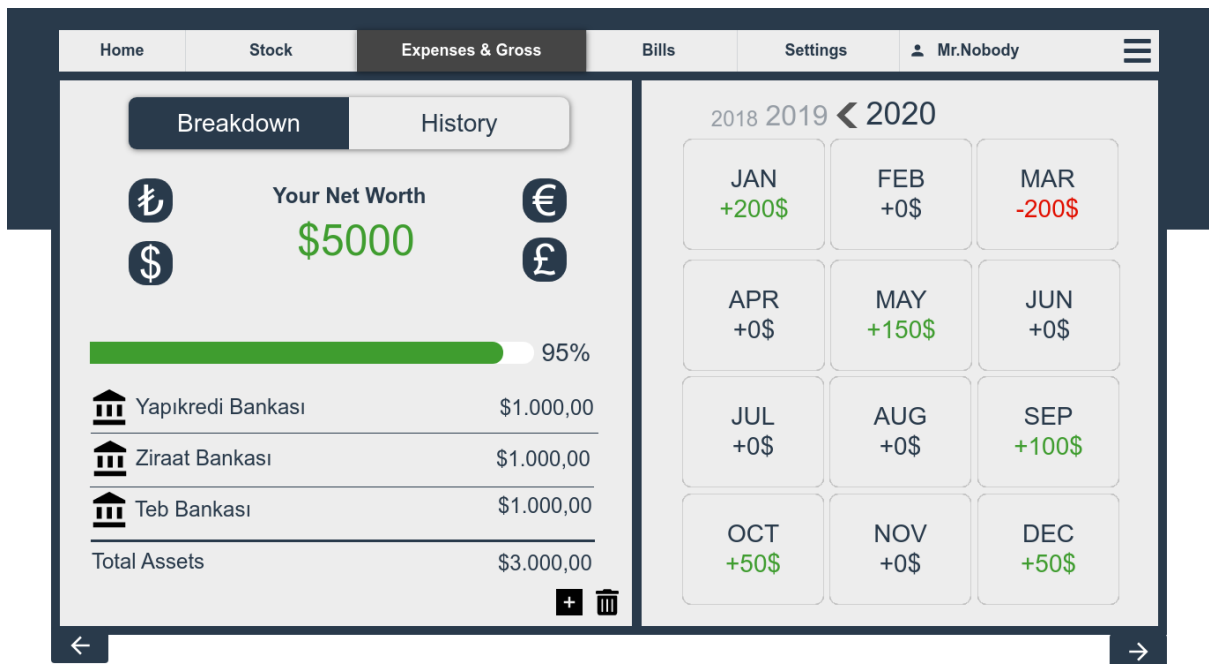 Home Stock Expenses & Gross Bills Settings Mr.Nobody
Breakdown History
₺ Your Net Worth €
$5000
$ £
95%
Yapıkredi Bankası $1.000,00
Ziraat Bankası $1.000,00
Teb Bankası $1.000,00
Total Assets $3.000,00
2018 2019 2020
JAN FEB MAR
+200$ +0$ -200$
APR MAY JUN
+0$ +150$ +0$
JUL AUG SEP
+0$ +0$ +100$
OCT NOV DEC
+50$ +0$ +50$